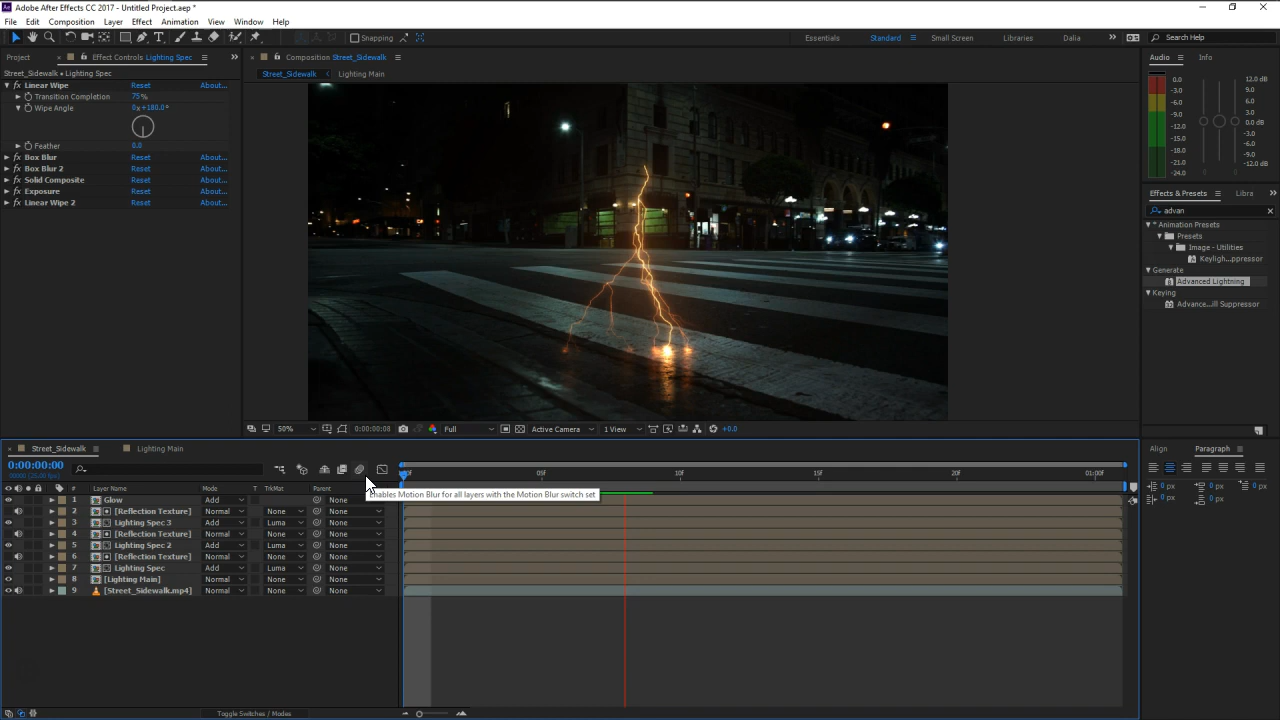 Adobe After Effects CC 2017 - Untitled Project.aep *
File Edit Composition Layer Effect Animation View Window Help
Snapping Essentials Standard Small Screen Libraries Dalia Search Help
Project Effect Controls Lighting Spec Composition Street_Sidewalk Audio Info
Street_Sidewalk • Lighting Spec
Street_Sidewalk Lighting Main
Linear Wipe Reset About...
Transition Completion 75%
Wipe Angle 0x+180.0°
Feather 0.0
Box Blur Reset About...
Box Blur 2 Reset About...
Solid Composite Reset About...
Exposure Reset About...
Linear Wipe 2 Reset About...
0.0 12.0 dB
-3.0 9.0
-6.0 6.0
-9.0 3.0
-12.0 0.0 dB
-15.0 -3.0
-18.0 -6.0
-21.0 -9.0
-24.0 -12.0 dB
0 0
Effects & Presets Libra
advan
* Animation Presets
Presets
Image - Utilities
Keyligh...ppressor
Generate
Advanced Lightning
Keying
Advance...ill Suppressor
50% 0:00:00:08 Full Active Camera 1 View +0.0
Street_Sidewalk Lighting Main
0:00:00:00
05f 10f 15f 20f 01:00f
Enables Motion Blur for all layers with the Motion Blur switch set
# Layer Name Mode T TrkMat Parent
1 Glow Add None
2 [Reflection Texture] Normal None None
3 Lighting Spec 3 Add Luma None
4 [Reflection Texture] Normal None None
5 Lighting Spec 2 Add Luma None
6 [Reflection Texture] Normal None None
7 Lighting Spec Add Luma None
8 [Lighting Main] Normal None None
9 [Street_Sidewalk.mp4] Normal None None
Toggle Switches / Modes
Align Paragraph
0 px 0 px 0 px
0 px 0 px